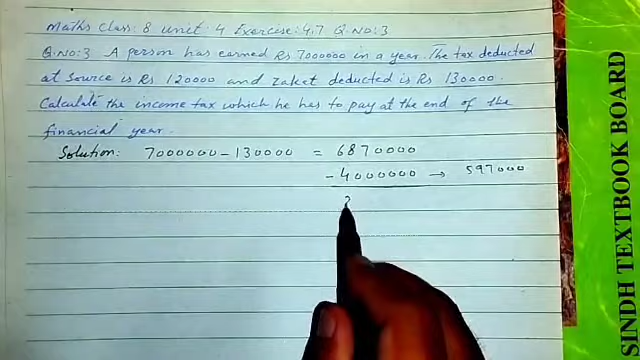 Maths Class: 8 unit: 4 Exercise: 4.7 Q.NO: 3
Q.NO:3 A person has earned Rs 7000000 in a year. The tax deducted
at source is Rs 120000 and zaket deducted is Rs 130000.
Calculate the income tax which he has to pay at the end of the
financial year.
Solution: 7000000 - 130000 = 6870000
- 4000000 → 597000
2
SINDH TEXTBOOK BOARD